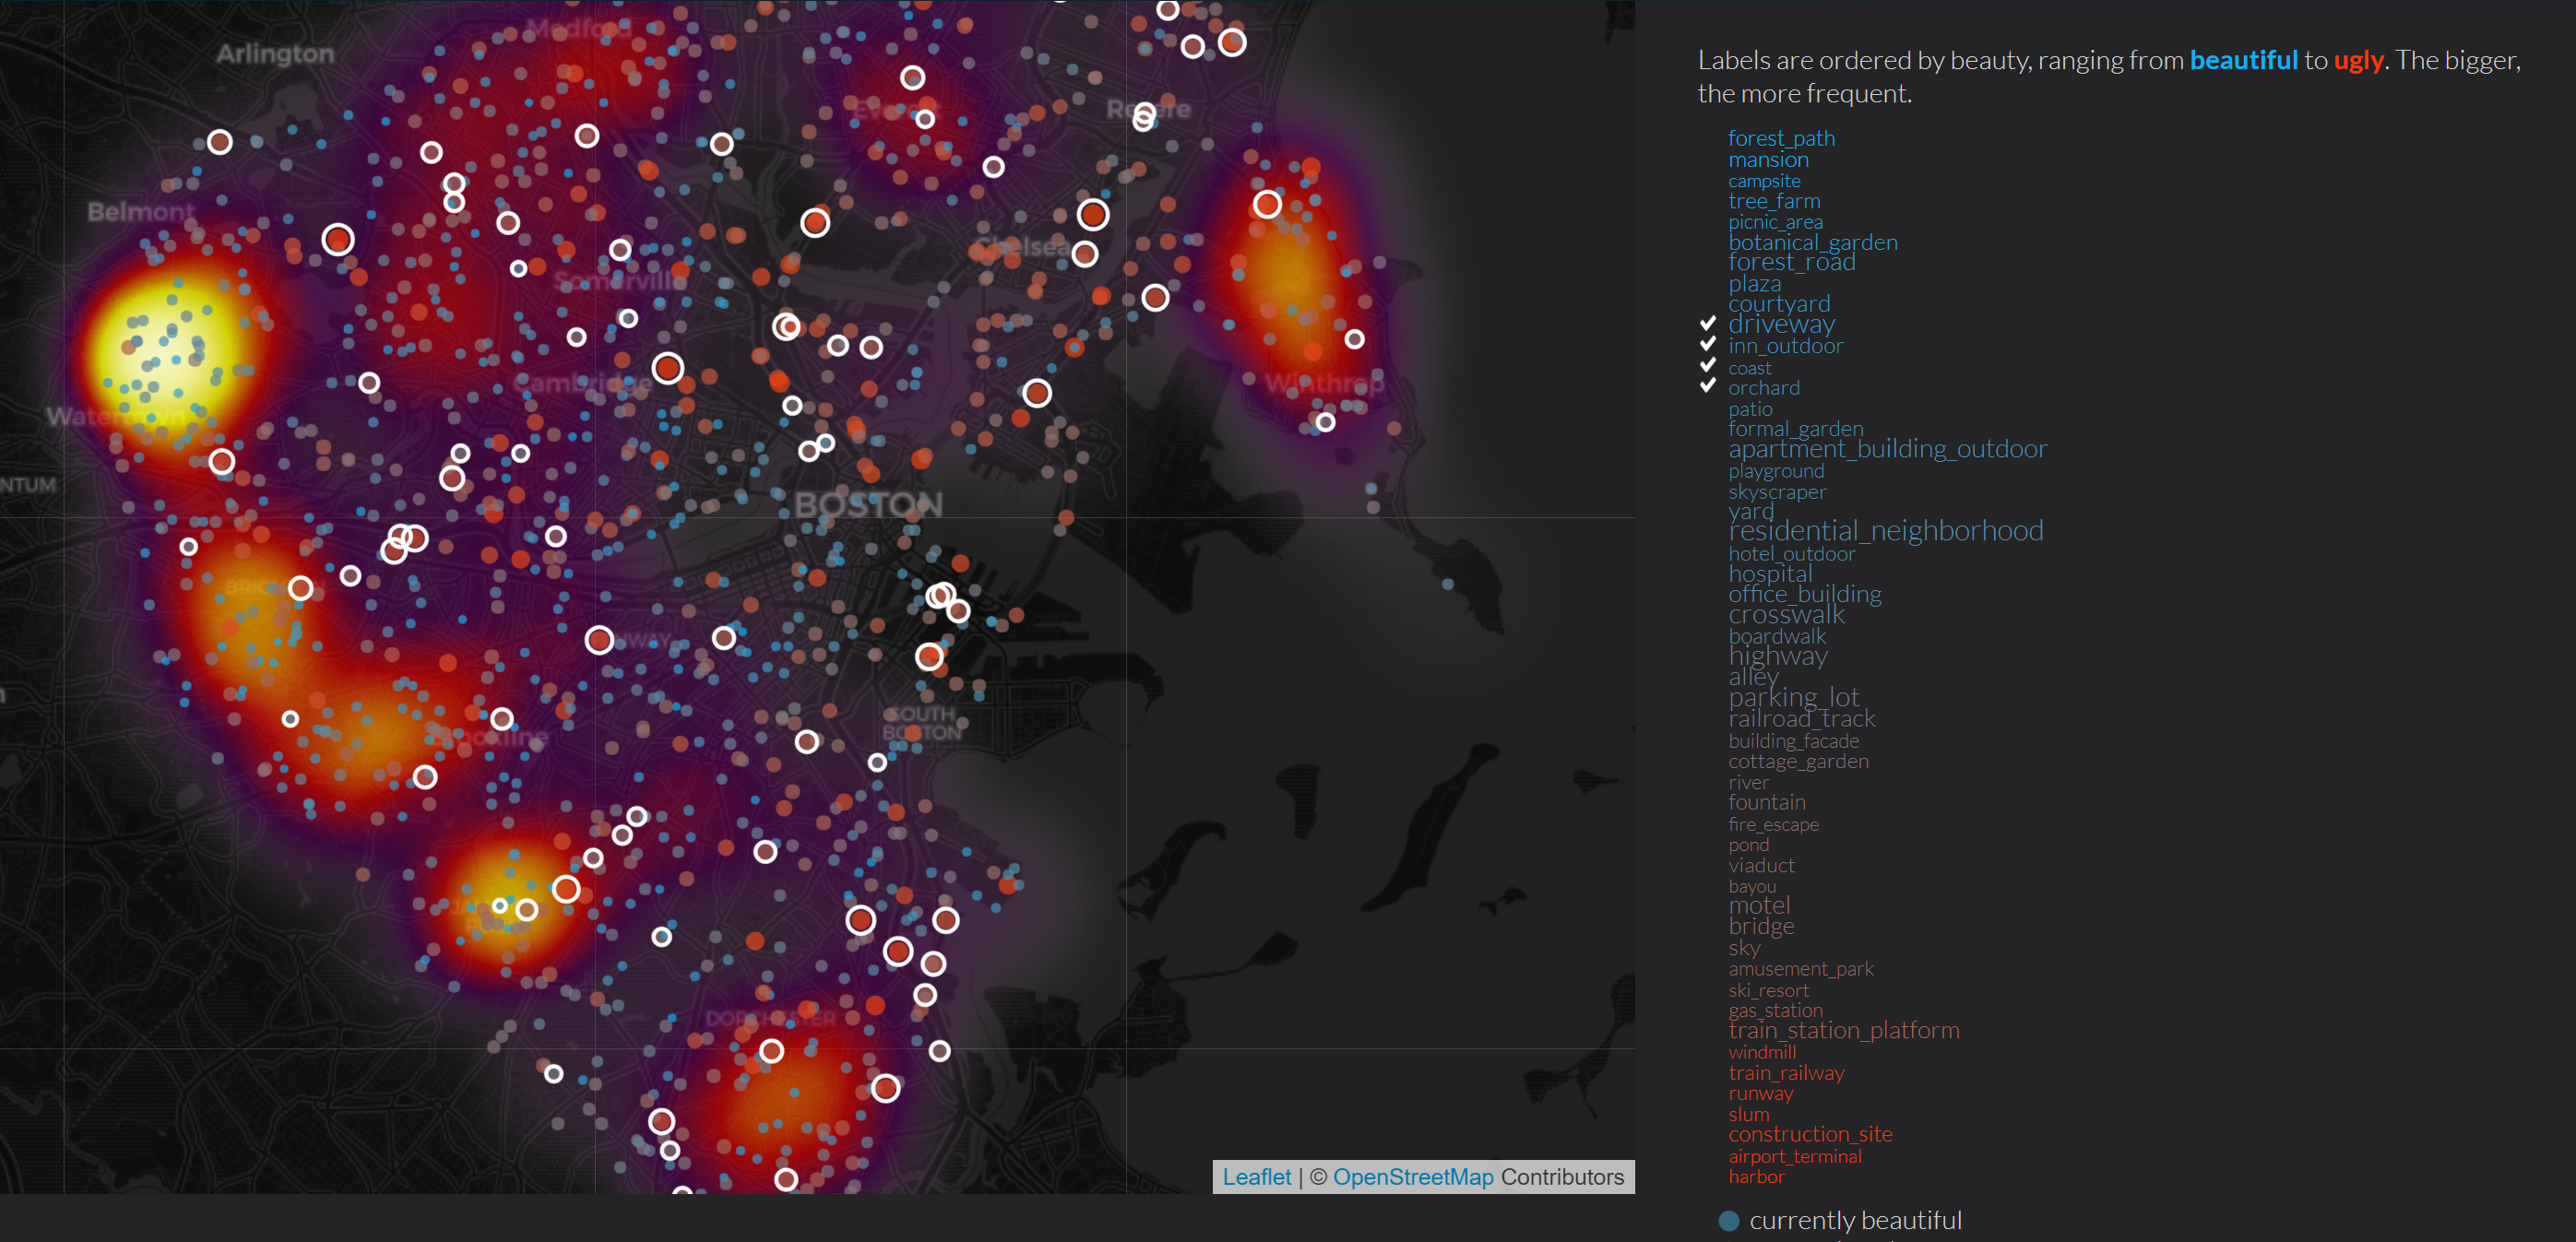 Medford
Arlington
Everett
Revere
Belmont
Chelsea
Somerville
Cambridge
Winthrop
Watertown
NTUM
BOSTON
SOUTH
BOSTON
DORCHESTER
Leaflet | © OpenStreetMap Contributors
Labels are ordered by beauty, ranging from beautiful to ugly. The bigger,
the more frequent.
forest_path
mansion
campsite
tree_farm
picnic_area
botanical_garden
forest_road
plaza
courtyard
driveway
inn_outdoor
coast
orchard
patio
formal_garden
apartment_building_outdoor
playground
skyscraper
yard
residential_neighborhood
hotel_outdoor
hospital
office_building
crosswalk
boardwalk
highway
alley
parking_lot
railroad_track
building_facade
cottage_garden
river
fountain
fire_escape
pond
viaduct
bayou
motel
bridge
sky
amusement_park
ski_resort
gas_station
train_station_platform
windmill
train_railway
runway
slum
construction_site
airport_terminal
harbor
currently beautiful